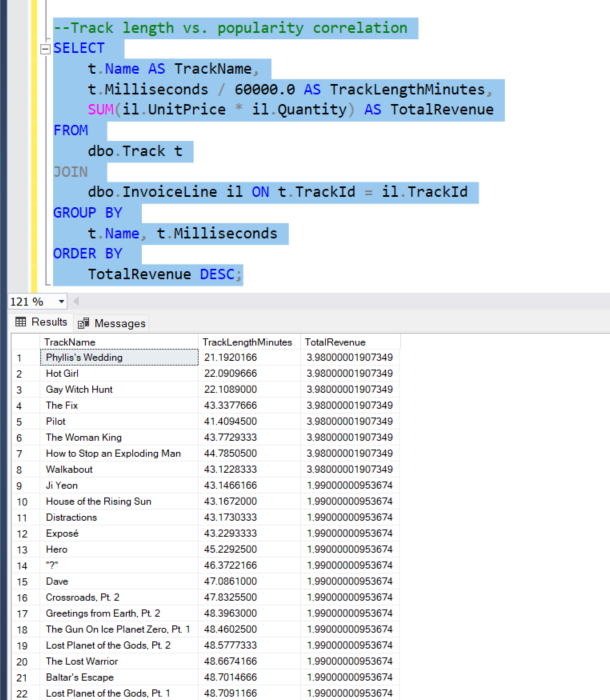 --Track length vs. popularity correlation
SELECT
t.Name AS TrackName,
t.Milliseconds / 60000.0 AS TrackLengthMinutes,
SUM(il.UnitPrice * il.Quantity) AS TotalRevenue
FROM
dbo.Track t
JOIN
dbo.InvoiceLine il ON t.TrackId = il.TrackId
GROUP BY
t.Name, t.Milliseconds
ORDER BY
TotalRevenue DESC;
121 %
Results Messages
TrackName TrackLengthMinutes TotalRevenue
1 Phyllis's Wedding 21.1920166 3.98000001907349
2 Hot Girl 22.0909666 3.98000001907349
3 Gay Witch Hunt 22.1089000 3.98000001907349
4 The Fix 43.3377666 3.98000001907349
5 Pilot 41.4094500 3.98000001907349
6 The Woman King 43.7729333 3.98000001907349
7 How to Stop an Exploding Man 44.7850500 3.98000001907349
8 Walkabout 43.1228333 3.98000001907349
9 Ji Yeon 43.1466166 1.99000000953674
10 House of the Rising Sun 43.1672000 1.99000000953674
11 Distractions 43.1730333 1.99000000953674
12 Exposé 43.2293333 1.99000000953674
13 Hero 45.2292500 1.99000000953674
14 "?" 46.3722166 1.99000000953674
15 Dave 47.0861000 1.99000000953674
16 Crossroads, Pt. 2 47.8325500 1.99000000953674
17 Greetings from Earth, Pt. 2 48.3963000 1.99000000953674
18 The Gun On Ice Planet Zero, Pt. 1 48.4602500 1.99000000953674
19 Lost Planet of the Gods, Pt. 2 48.5777333 1.99000000953674
20 The Lost Warrior 48.6674166 1.99000000953674
21 Baltar's Escape 48.7014666 1.99000000953674
22 Lost Planet of the Gods, Pt. 1 48.7091166 1.99000000953674